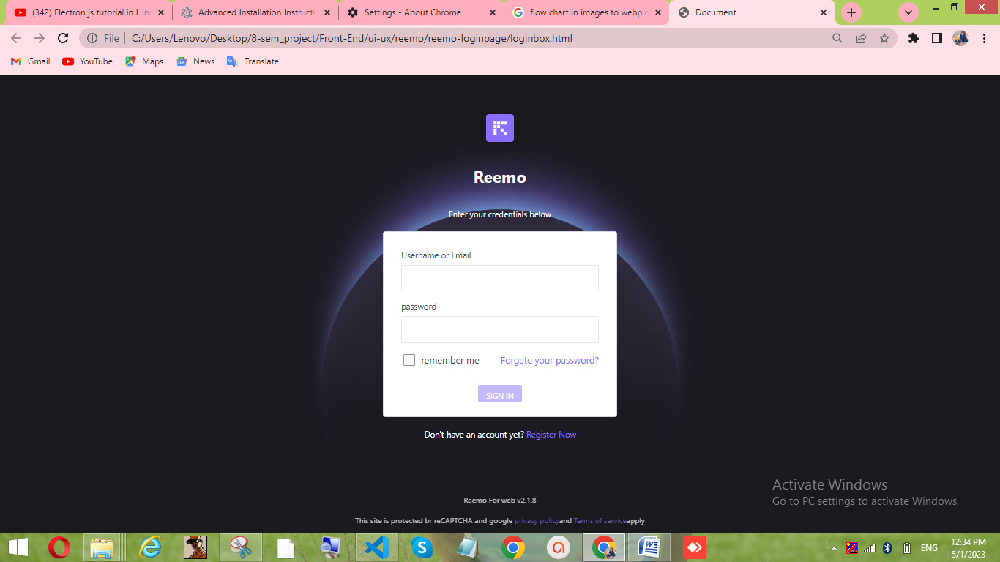 (342) Electron js tutorial in Hin
Advanced Installation Instructio
Settings - About Chrome
flow chart in images to webp c
Document
File
C:/Users/Lenovo/Desktop/8-sem_project/Front-End/ui-ux/reemo/reemo-loginpage/loginbox.html
Gmail
YouTube
Maps
News
Translate
Reemo
Enter your credentials below
Username or Email
password
remember me
Forgate your password?
SIGN IN
Don't have an account yet? Register Now
Activate Windows
Go to PC settings to activate Windows.
Reemo For web v2.1.8
This site is protected br reCAPTCHA and google privacy policyand Terms of serviceapply
ENG
12:34 PM
5/1/2023